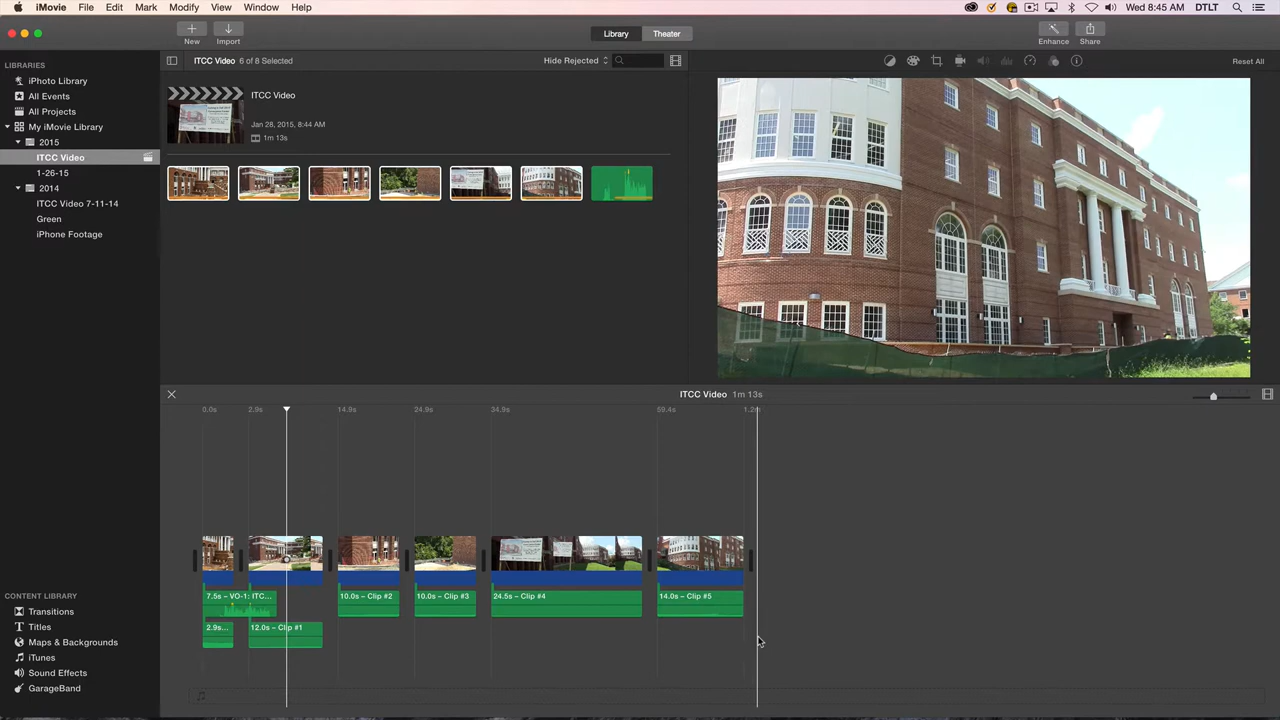 iMovie File Edit Mark Modify View Window Help
Wed 8:45 AM DTLT
New Import
Library Theater
Enhance Share
LIBRARIES
iPhoto Library
All Events
All Projects
My iMovie Library
2015
ITCC Video
1-26-15
2014
ITCC Video 7-11-14
Green
iPhone Footage
CONTENT LIBRARY
Transitions
Titles
Maps & Backgrounds
iTunes
Sound Effects
GarageBand
ITCC Video 6 of 8 Selected
Hide Rejected
ITCC Video
Jan 28, 2015, 8:44 AM
1m 13s
Reset All
ITCC Video 1m 13s
0.0s 2.9s 14.9s 24.9s 34.9s 59.4s
7.5s – VO-1: ITC... 10.0s – Clip #2 10.0s – Clip #3 24.5s – Clip #4 14.0s – Clip #5
2.9s... 12.0s – Clip #1